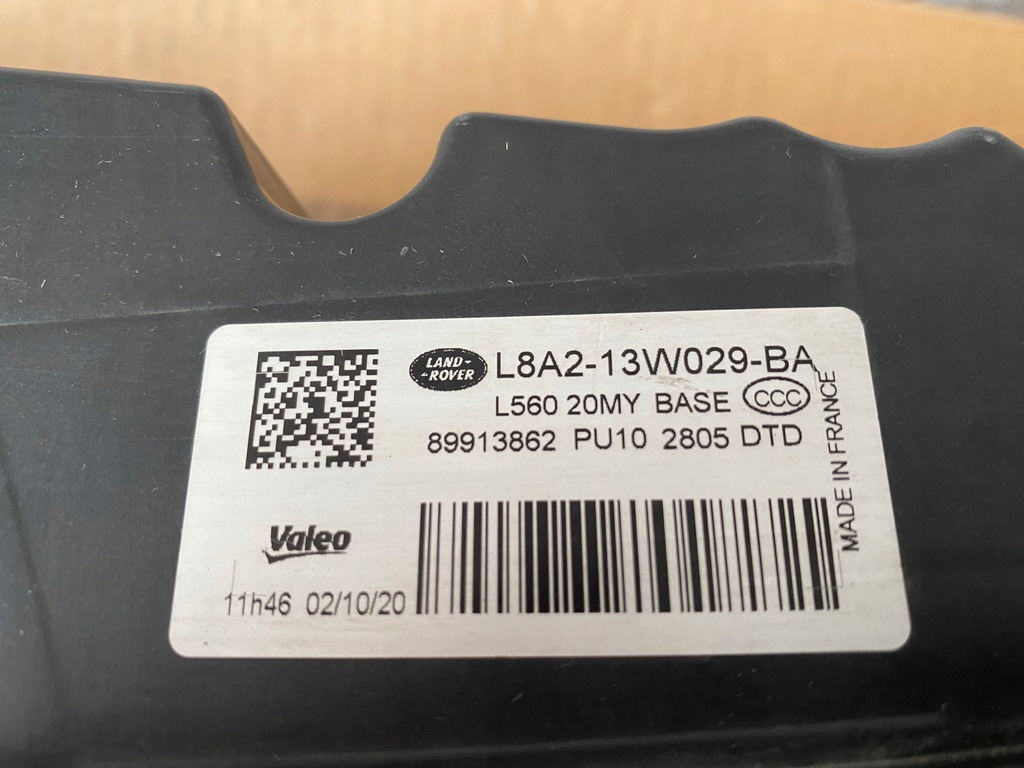 LAND-
-ROVER
L8A2-13W029-BA
L560 20MY BASE CCC
89913862 PU10 2805 DTD
MADE IN FRANCE
Valeo
11h46 02/10/20